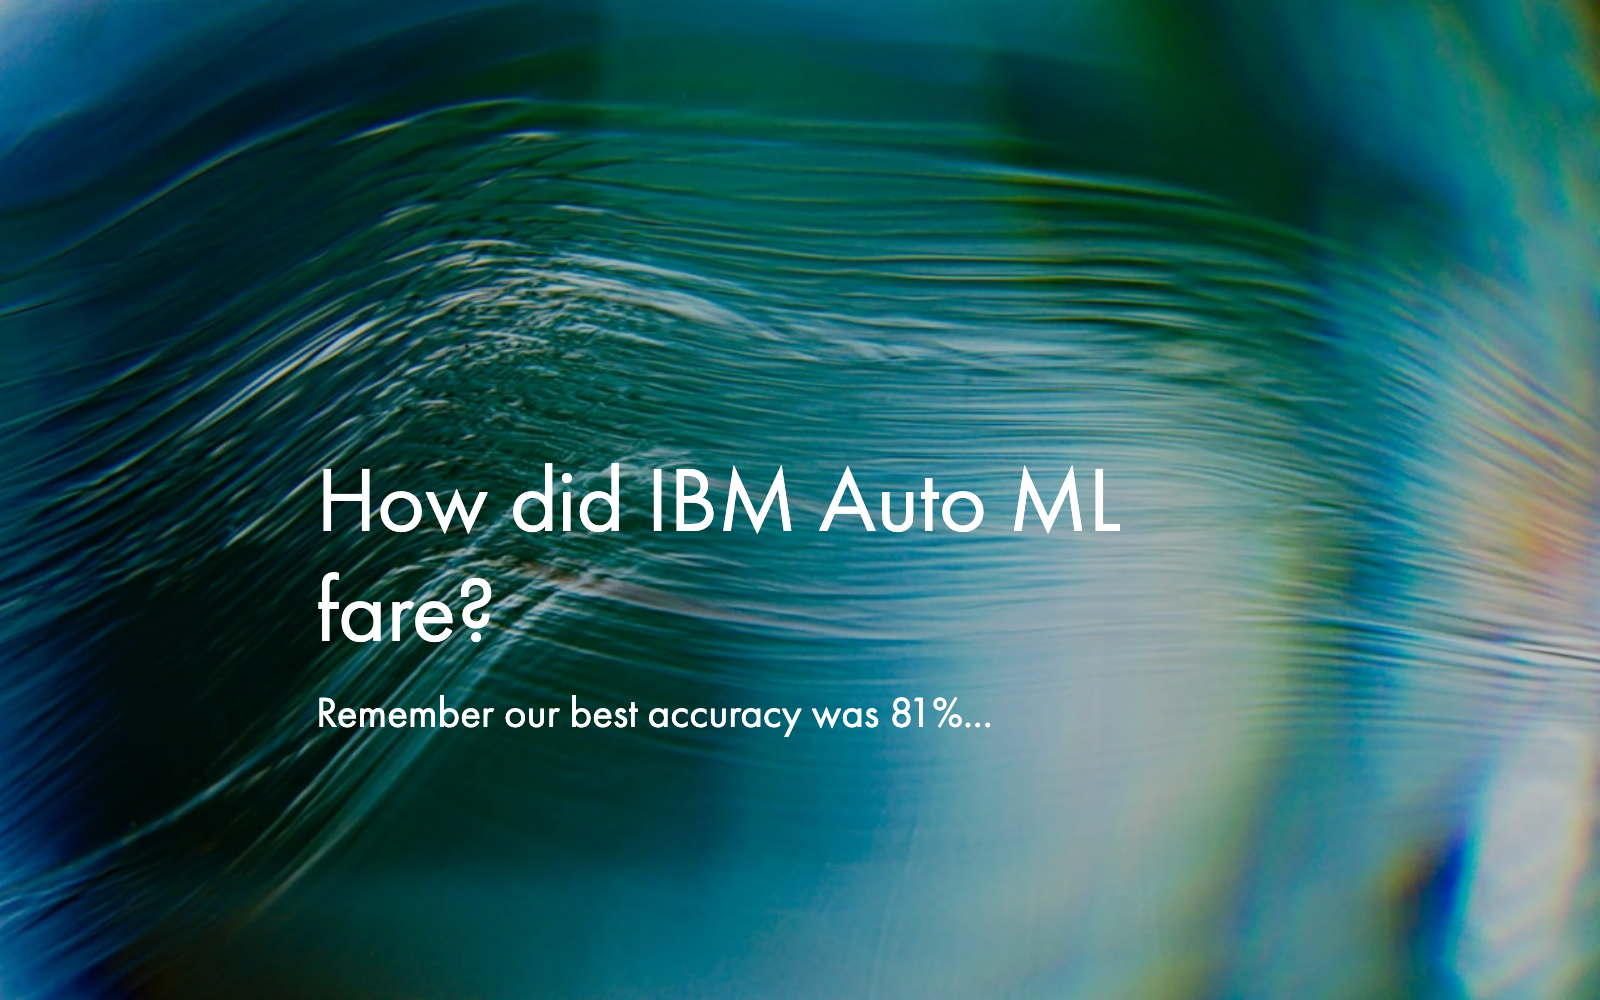 How did IBM Auto ML
fare?
Remember our best accuracy was 81%...